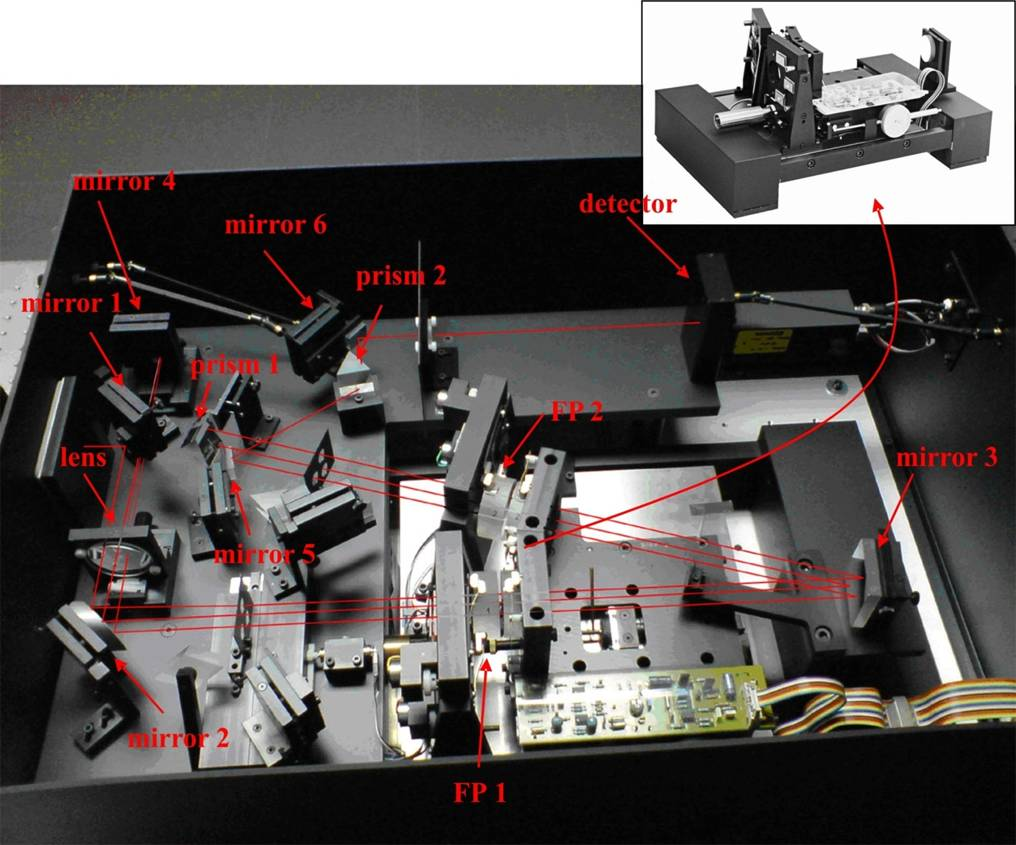 mirror 4
detector
mirror 6
prism 2
mirror 1
prism 1
FP 2
lens
mirror 3
mirror 5
mirror 2
FP 1